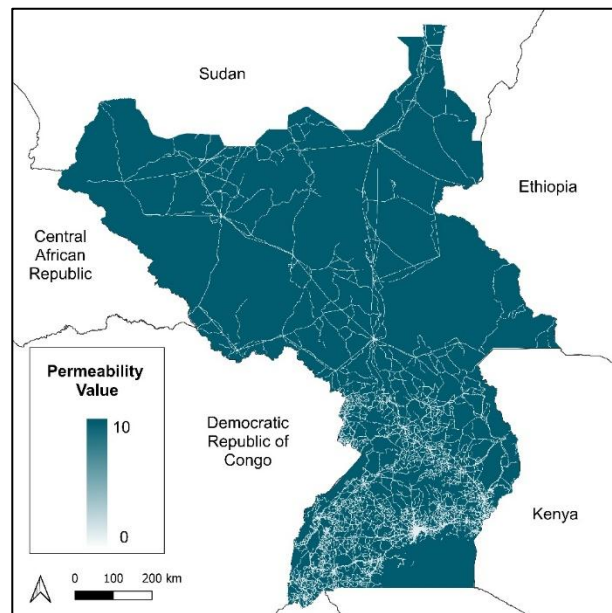 Sudan
Ethiopia
Central
African
Republic
Permeability
Value
10
0
Democratic
Republic of
Congo
Kenya
0 100 200 km